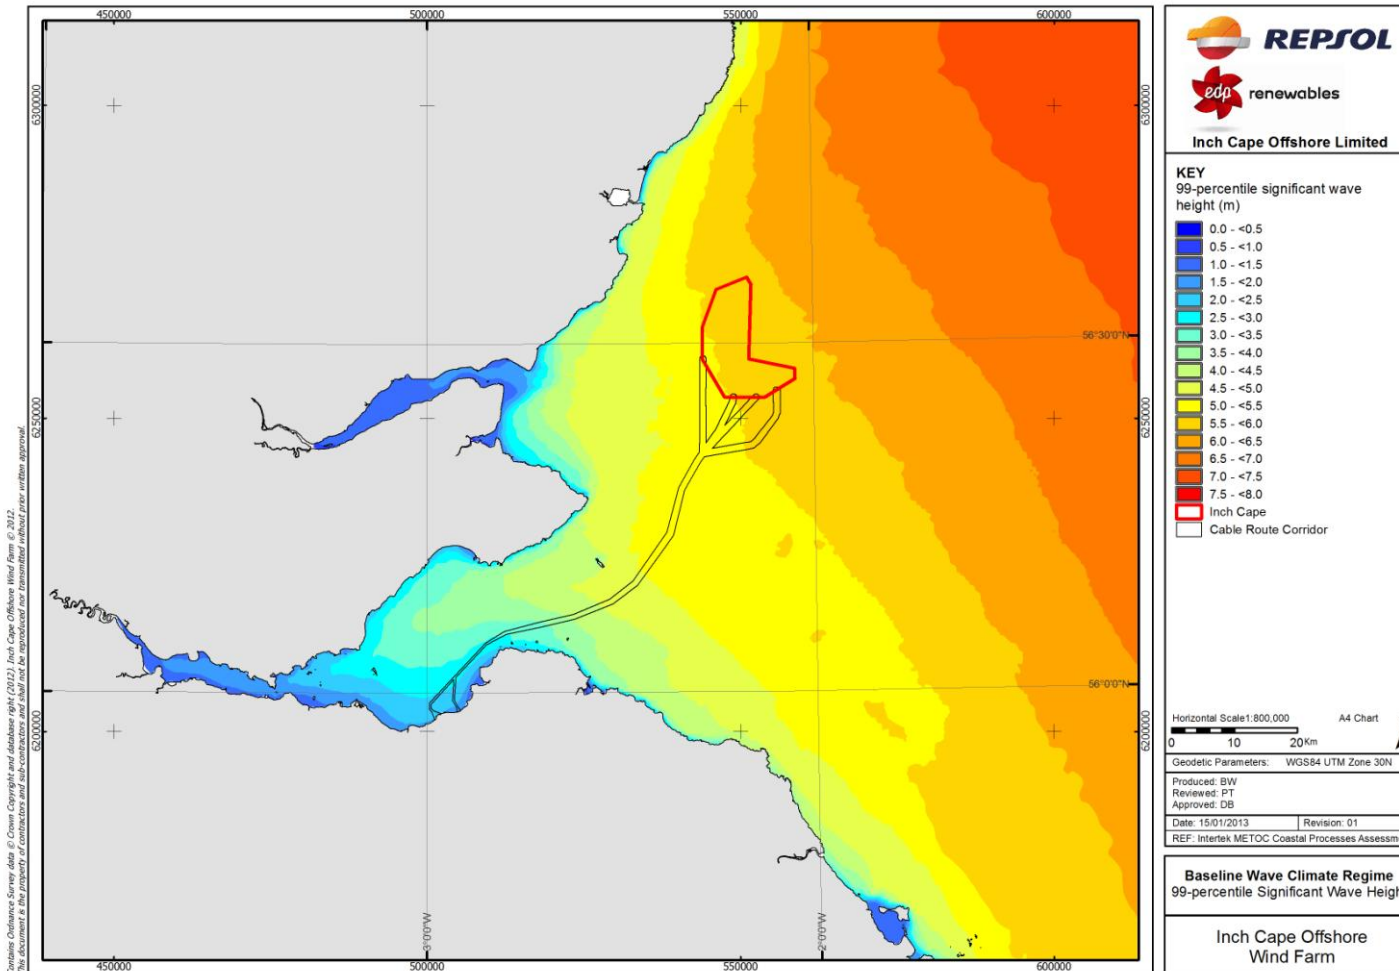 450000
500000
550000
600000
6300000
6300000
6250000
6250000
6200000
6200000
56°30'0"N
56°0'0"N
3°0'0"W
2°0'0"W
450000
500000
550000
600000
Contains Ordnance Survey data © Crown Copyright and database right (2012). Inch Cape Offshore Wind Farm © 2012.
This document is the property of contractors and sub-contractors and shall not be reproduced nor transmitted without prior written approval.
REPSOL
edp renewables
Inch Cape Offshore Limited
KEY
99-percentile significant wave
height (m)
0.0 - <0.5
0.5 - <1.0
1.0 - <1.5
1.5 - <2.0
2.0 - <2.5
2.5 - <3.0
3.0 - <3.5
3.5 - <4.0
4.0 - <4.5
4.5 - <5.0
5.0 - <5.5
5.5 - <6.0
6.0 - <6.5
6.5 - <7.0
7.0 - <7.5
7.5 - <8.0
Inch Cape
Cable Route Corridor
Horizontal Scale1:800,000 A4 Chart
0 10 20Km
Geodetic Parameters: WGS84 UTM Zone 30N
Produced: BW
Reviewed: PT
Approved: DB
Date: 15/01/2013 Revision: 01
REF: Intertek METOC Coastal Processes Assessm
Baseline Wave Climate Regime
99-percentile Significant Wave Heigh
Inch Cape Offshore
Wind Farm